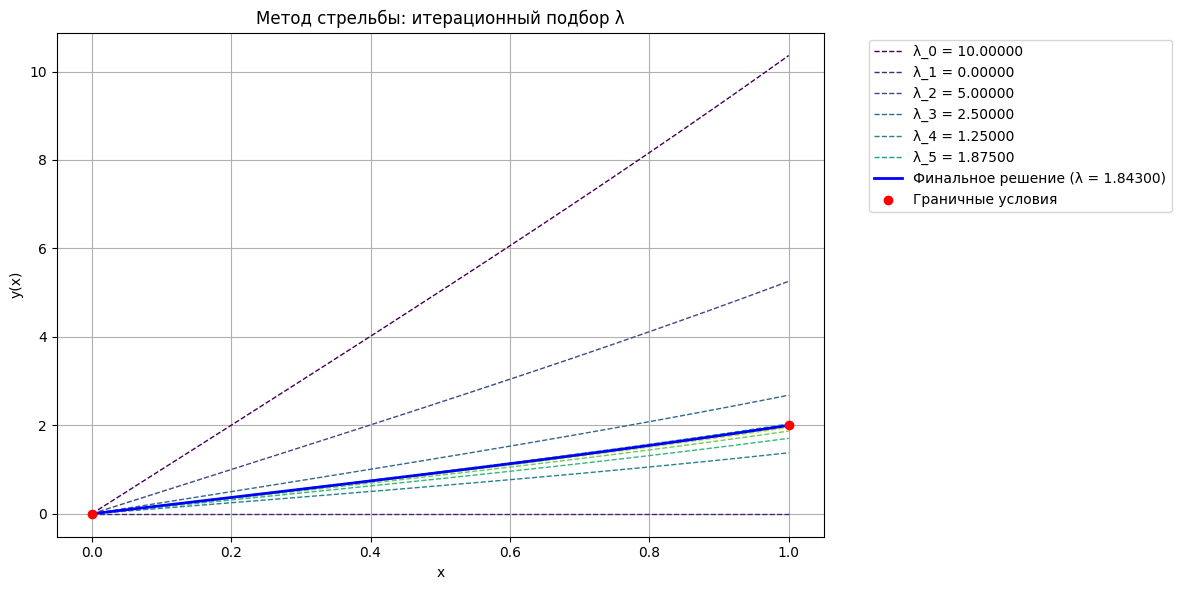 Метод стрельбы: итерационный подбор λ
10
8
6
4
2
0
y(x)
0.0 0.2 0.4 0.6 0.8 1.0
x
λ_0 = 10.00000
λ_1 = 0.00000
λ_2 = 5.00000
λ_3 = 2.50000
λ_4 = 1.25000
λ_5 = 1.87500
Финальное решение (λ = 1.84300)
Граничные условия